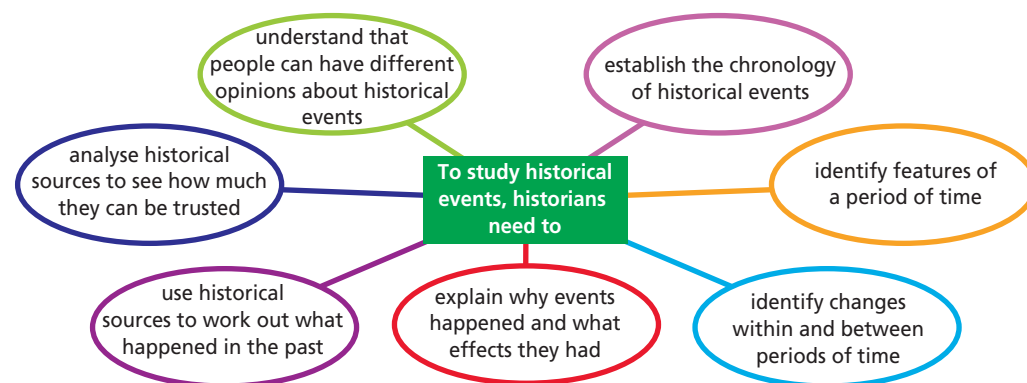 understand that
people can have different
opinions about historical
events
establish the chronology
of historical events
analyse historical
sources to see how much
they can be trusted
To study historical
events, historians
need to
identify features of
a period of time
use historical
sources to work out what
happened in the past
explain why events
happened and what
effects they had
identify changes
within and between
periods of time